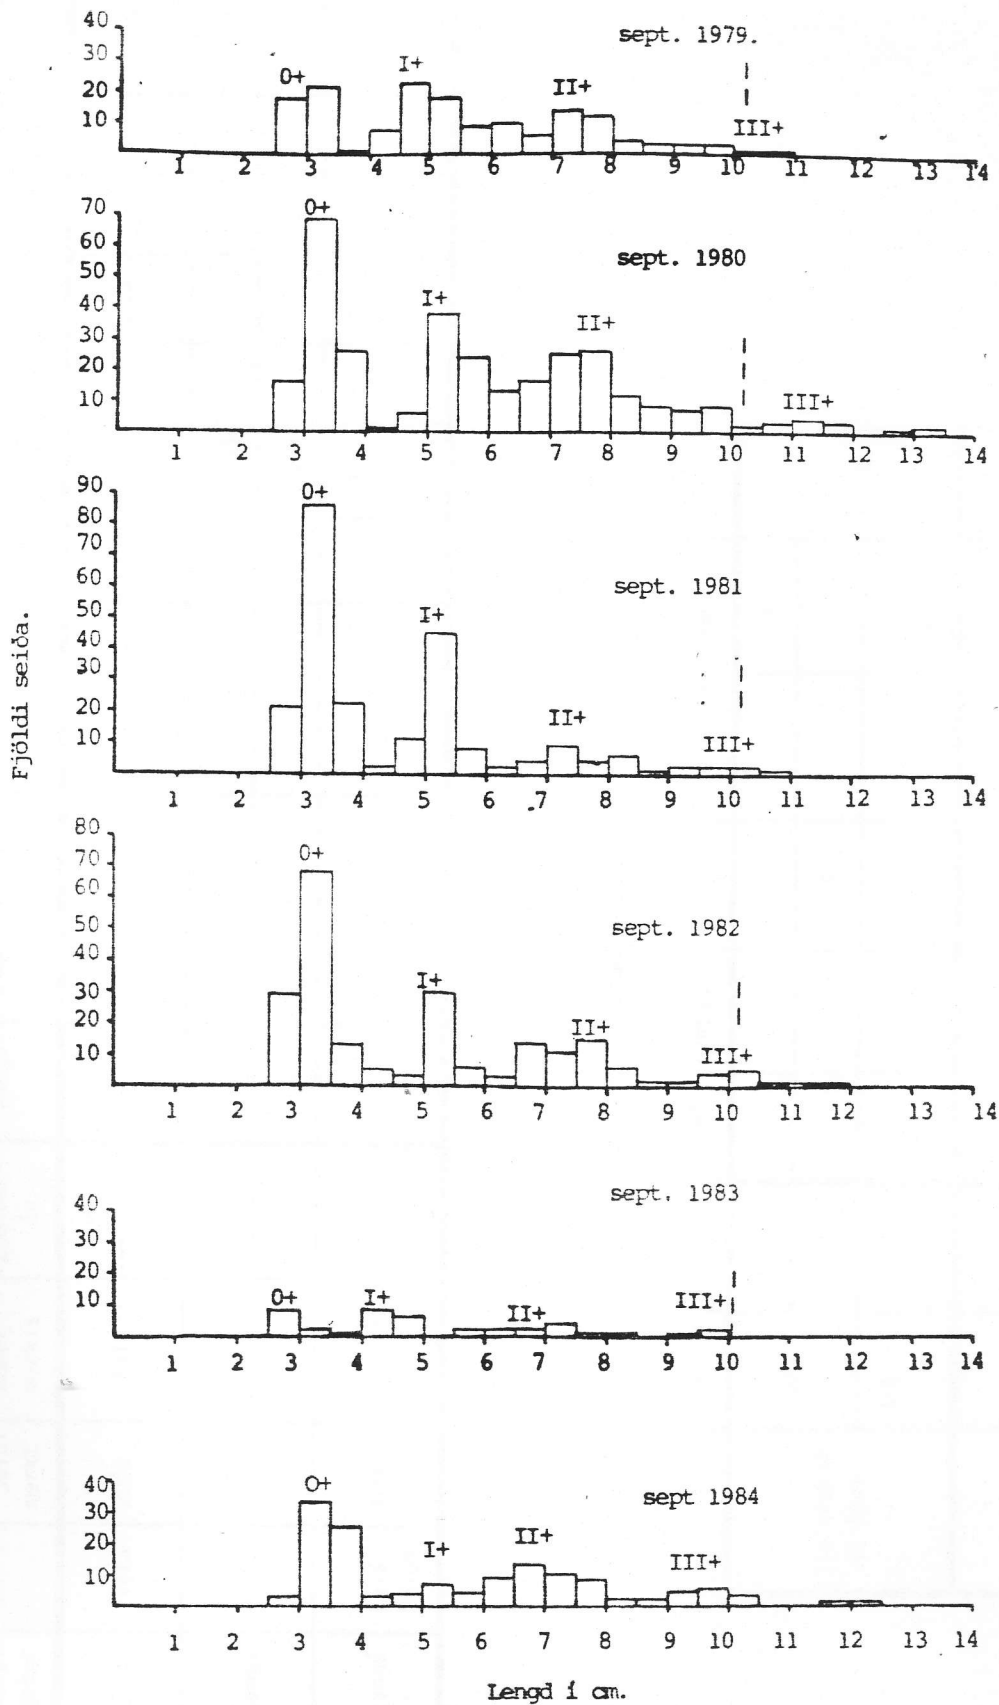 sept. 1979.
40
30
20
10
0+
I+
II+
III+
1 2 3 4 5 6 7 8 9 10 11 12 13 14
sept. 1980
70
60
50
40
30
20
10
0+
I+
II+
III+
1 2 3 4 5 6 7 8 9 10 11 12 13 14
sept. 1981
90
80
70
60
50
40
30
20
10
0+
I+
II+
III+
1 2 3 4 5 6 7 8 9 10 11 12 13 14
Fjöldi seiða.
sept. 1982
80
70
60
50
40
30
20
10
0+
I+
II+
III+
1 2 3 4 5 6 7 8 9 10 11 12 13 14
sept. 1983
40
30
20
10
0+
I+
II+
III+
1 2 3 4 5 6 7 8 9 10 11 12 13 14
sept 1984
40
30
20
10
0+
I+
II+
III+
1 2 3 4 5 6 7 8 9 10 11 12 13 14
Lengd í cm.